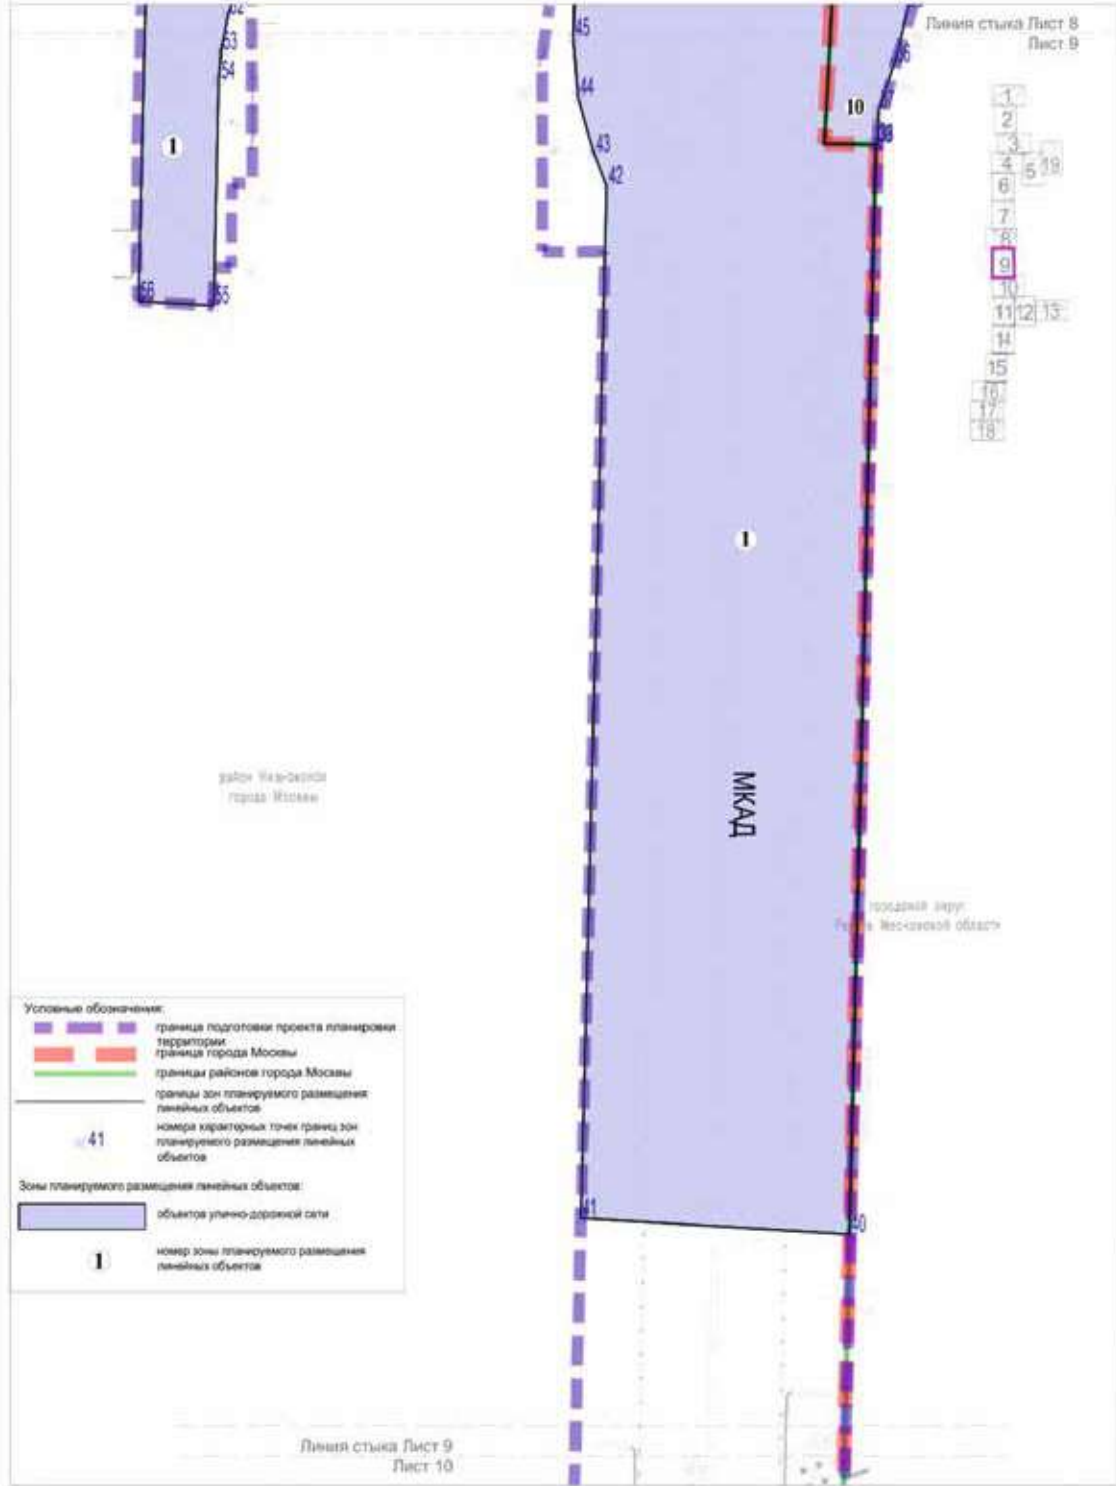 Линия стыка Лист 8
Лист 9
45
53
54
44
43
42
10
1
1
2
3
4
5
19
6
7
8
9
10
11
12
13
14
15
16
17
18
56
55
1
МКАД
район
города Москвы
городской округ
Московской области
Условные обозначения:
граница подготовки проекта планировки
территории
граница города Москвы
границы районов города Москвы
границы зон планируемого размещения
линейных объектов
41
номера характерных точек границ зон
планируемого размещения линейных
объектов
Зоны планируемого размещения линейных объектов:
объектов улично-дорожной сети
1
номер зоны планируемого размещения
линейных объектов
41
40
Линия стыка Лист 9
Лист 10